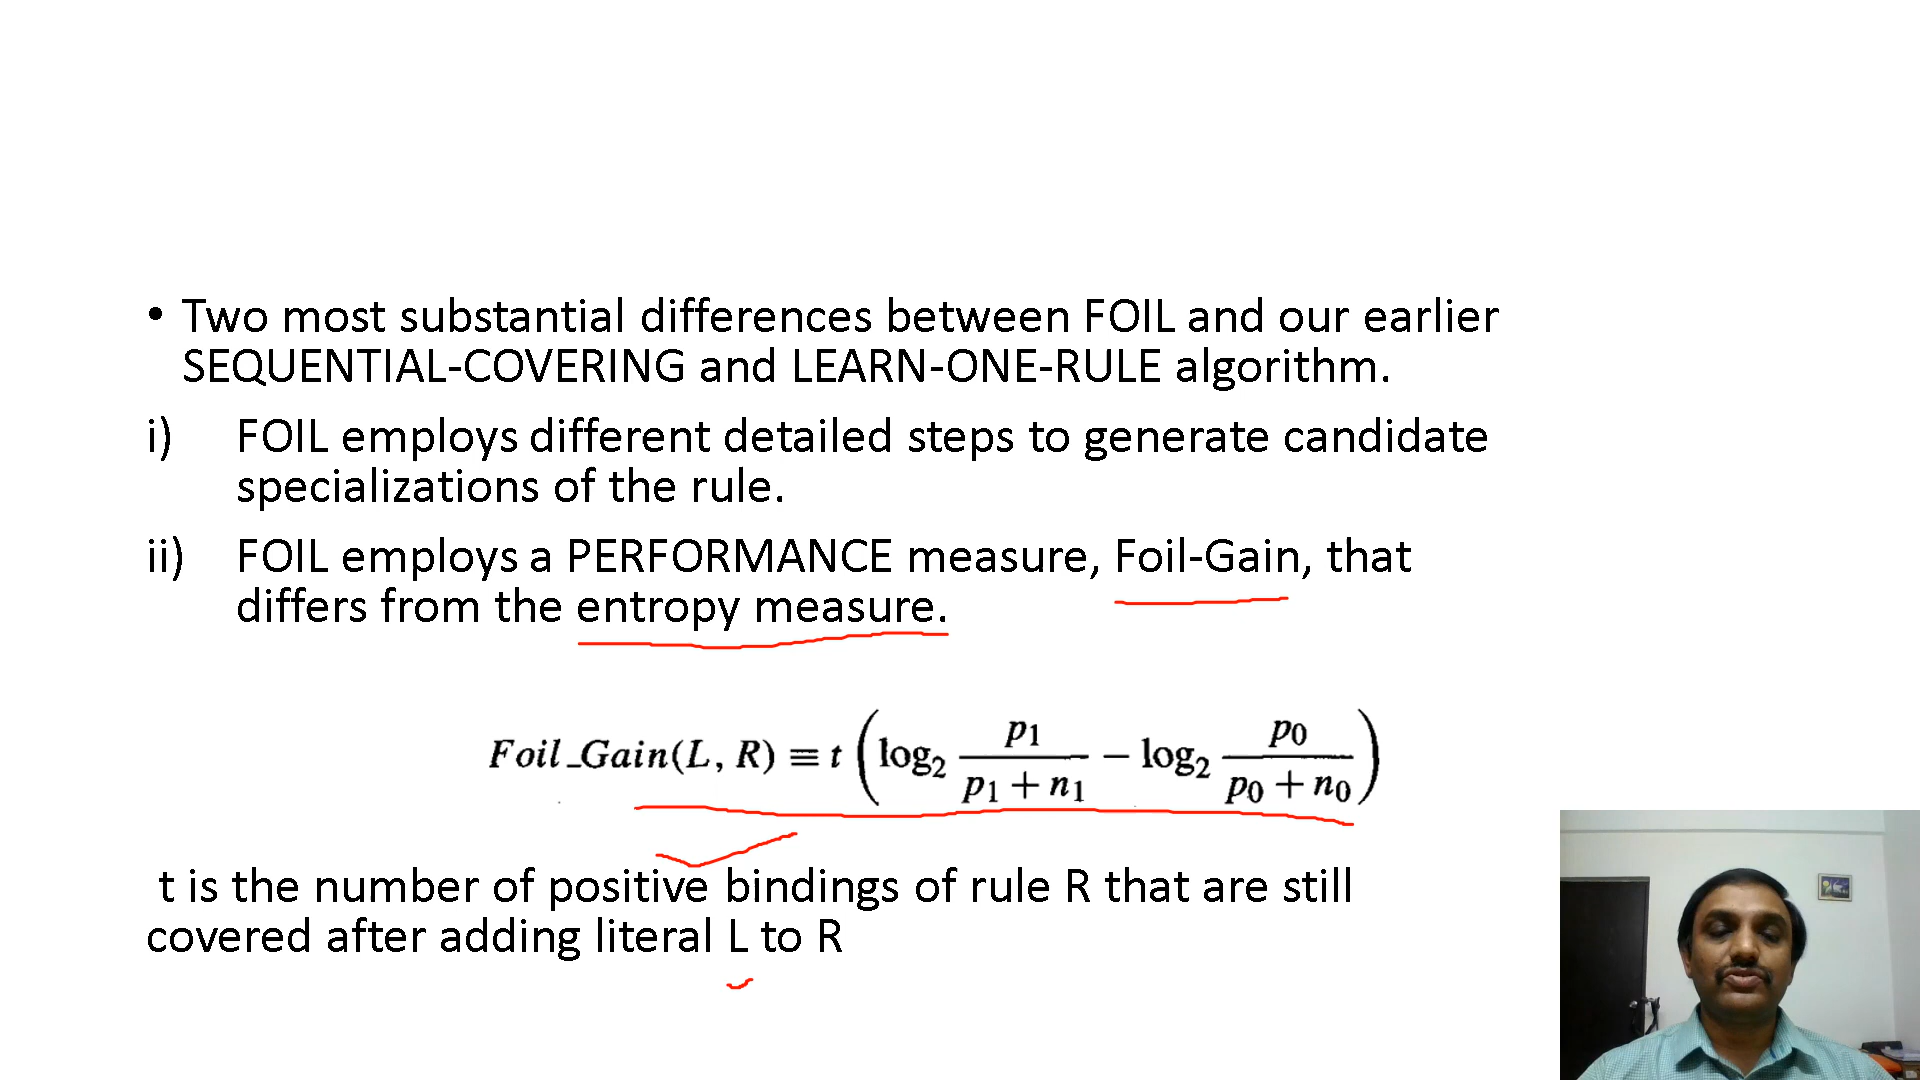 • Two most substantial differences between FOIL and our earlier
SEQUENTIAL-COVERING and LEARN-ONE-RULE algorithm.
i) FOIL employs different detailed steps to generate candidate
specializations of the rule.
ii) FOIL employs a PERFORMANCE measure, Foil-Gain, that
differs from the entropy measure.
Foil_Gain(L, R) ≡ t ( log₂ p₁ / (p₁ + n₁) − log₂ p₀ / (p₀ + n₀) )
t is the number of positive bindings of rule R that are still
covered after adding literal L to R